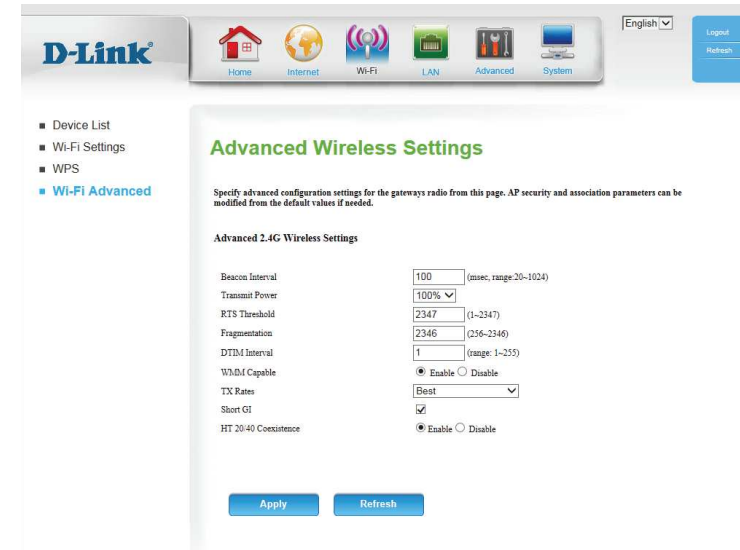 D-Link®
Home
Internet
Wi-Fi
LAN
Advanced
System
English
Logout
Refresh
Device List
Wi-Fi Settings
WPS
Wi-Fi Advanced
Advanced Wireless Settings
Specify advanced configuration settings for the gateways radio from this page. AP security and association parameters can be
modified from the default values if needed.
Advanced 2.4G Wireless Settings
Beacon Interval 100 (msec, range:20~1024)
Transmit Power 100%
RTS Threshold 2347 (1~2347)
Fragmentation 2346 (256~2346)
DTIM Interval 1 (range: 1~255)
WMM Capable Enable Disable
TX Rates Best
Short GI
HT 20/40 Coexistence Enable Disable
Apply Refresh